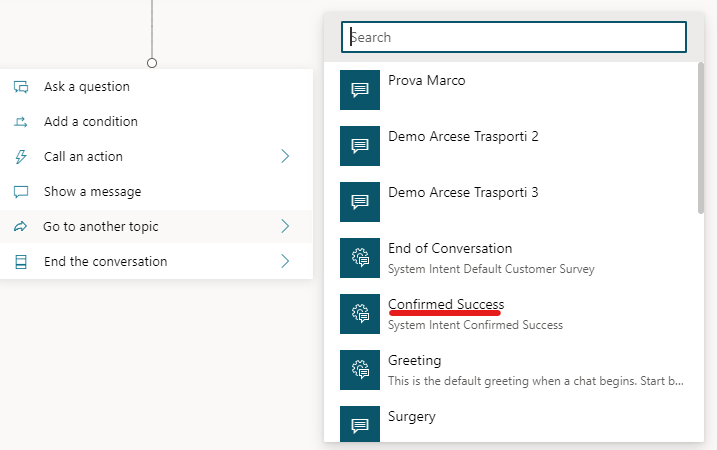 Ask a question
Add a condition
Call an action
Show a message
Go to another topic
End the conversation
Search
Prova Marco
Demo Arcese Trasporti 2
Demo Arcese Trasporti 3
End of Conversation
System Intent Default Customer Survey
Confirmed Success
System Intent Confirmed Success
Greeting
This is the default greeting when a chat begins. Start b...
Surgery